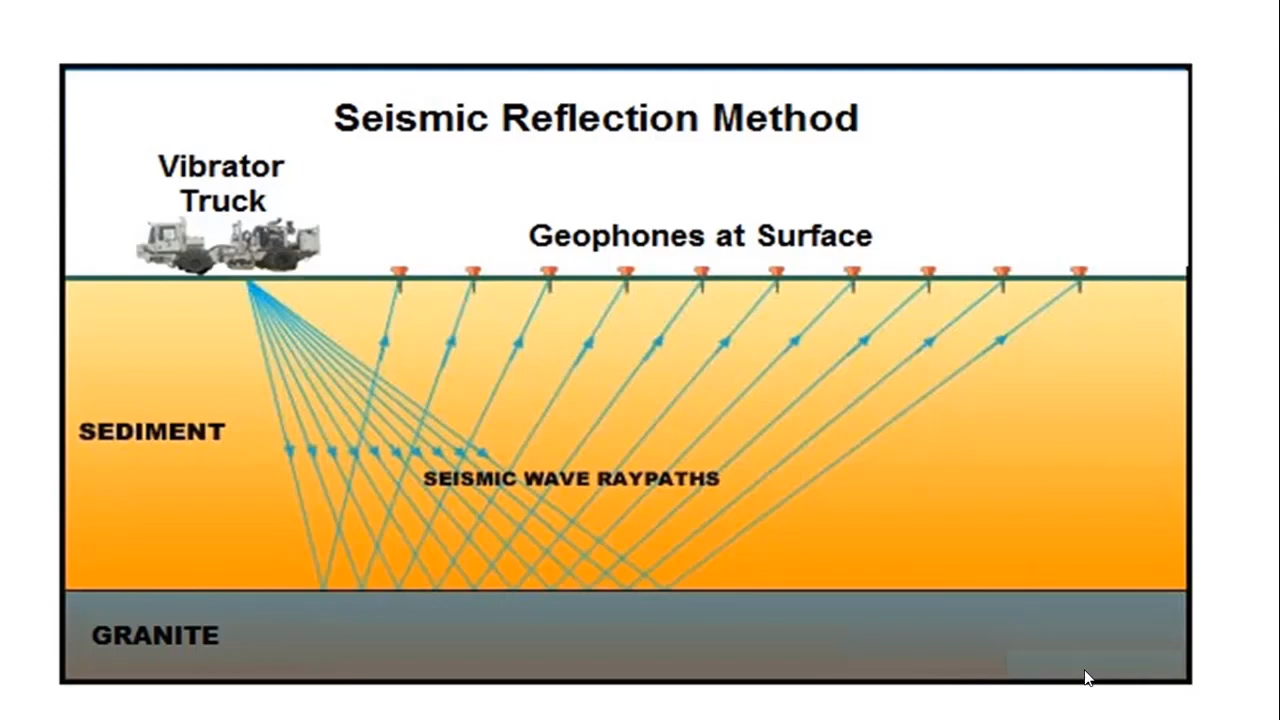 Seismic Reflection Method
Vibrator
Truck
Geophones at Surface
SEDIMENT
SEISMIC WAVE RAYPATHS
GRANITE